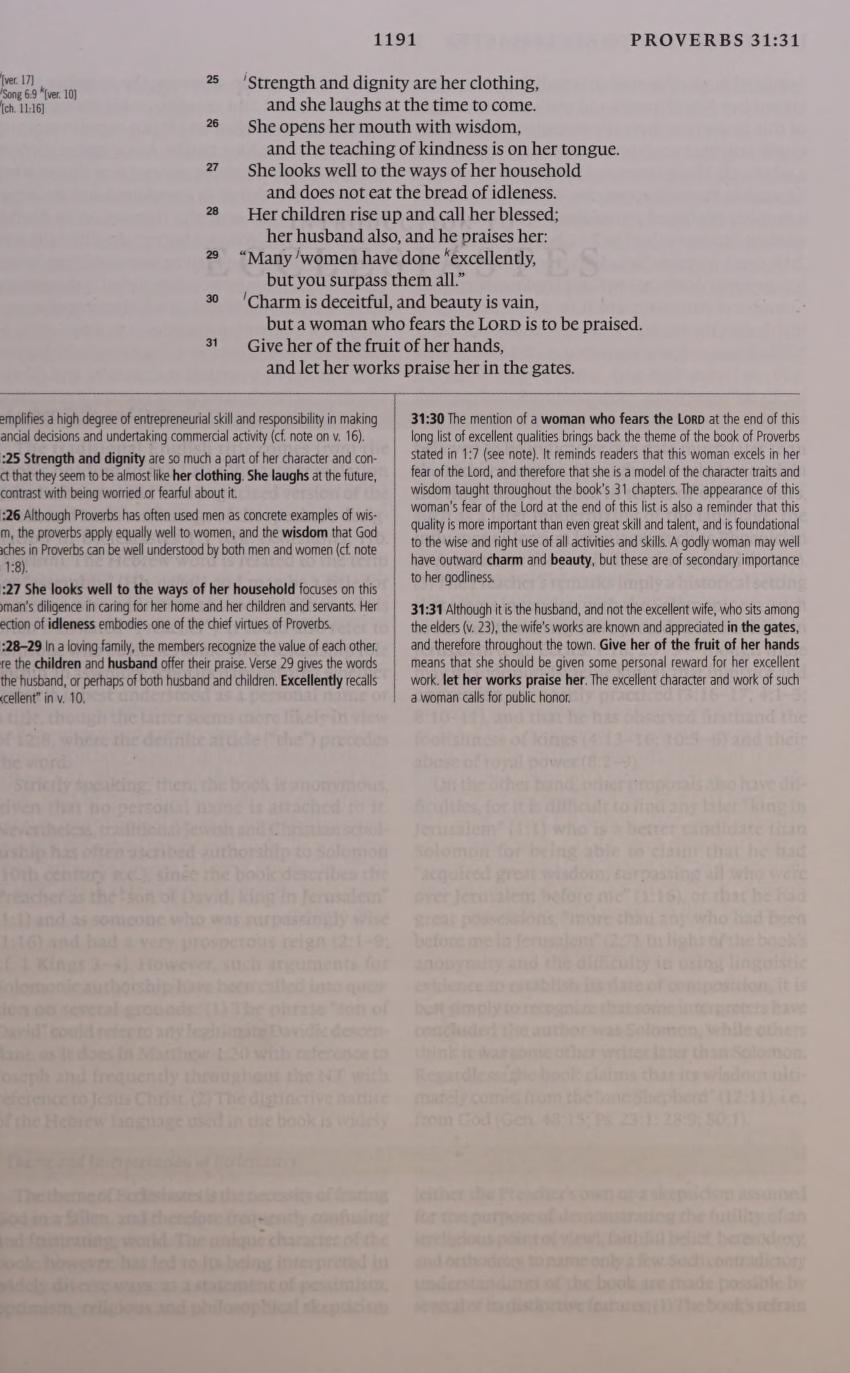 1191 PROVERBS 31:31
[ver. 17]
Song 6:9 k[ver. 10]
[ch. 11:16]
25 Strength and dignity are her clothing,
and she laughs at the time to come.
26 She opens her mouth with wisdom,
and the teaching of kindness is on her tongue.
27 She looks well to the ways of her household
and does not eat the bread of idleness.
28 Her children rise up and call her blessed;
her husband also, and he praises her:
29 “Many jwomen have done kexcellently,
but you surpass them all.”
30 lCharm is deceitful, and beauty is vain,
but a woman who fears the LORD is to be praised.
31 Give her of the fruit of her hands,
and let her works praise her in the gates.
emplifies a high degree of entrepreneurial skill and responsibility in making
ancial decisions and undertaking commercial activity (cf. note on v. 16).
:25 Strength and dignity are so much a part of her character and con-
ct that they seem to be almost like her clothing. She laughs at the future,
contrast with being worried or fearful about it.
:26 Although Proverbs has often used men as concrete examples of wis-
m, the proverbs apply equally well to women, and the wisdom that God
aches in Proverbs can be well understood by both men and women (cf. note
1:8).
:27 She looks well to the ways of her household focuses on this
oman's diligence in caring for her home and her children and servants. Her
ection of idleness embodies one of the chief virtues of Proverbs.
:28–29 In a loving family, the members recognize the value of each other.
re the children and husband offer their praise. Verse 29 gives the words
the husband, or perhaps of both husband and children. Excellently recalls
xcellent" in v. 10.
31:30 The mention of a woman who fears the LORD at the end of this
long list of excellent qualities brings back the theme of the book of Proverbs
stated in 1:7 (see note). It reminds readers that this woman excels in her
fear of the Lord, and therefore that she is a model of the character traits and
wisdom taught throughout the book's 31 chapters. The appearance of this
woman's fear of the Lord at the end of this list is also a reminder that this
quality is more important than even great skill and talent, and is foundational
to the wise and right use of all activities and skills. A godly woman may well
have outward charm and beauty, but these are of secondary importance
to her godliness.
31:31 Although it is the husband, and not the excellent wife, who sits among
the elders (v. 23), the wife's works are known and appreciated in the gates,
and therefore throughout the town. Give her of the fruit of her hands
means that she should be given some personal reward for her excellent
work. let her works praise her. The excellent character and work of such
a woman calls for public honor.